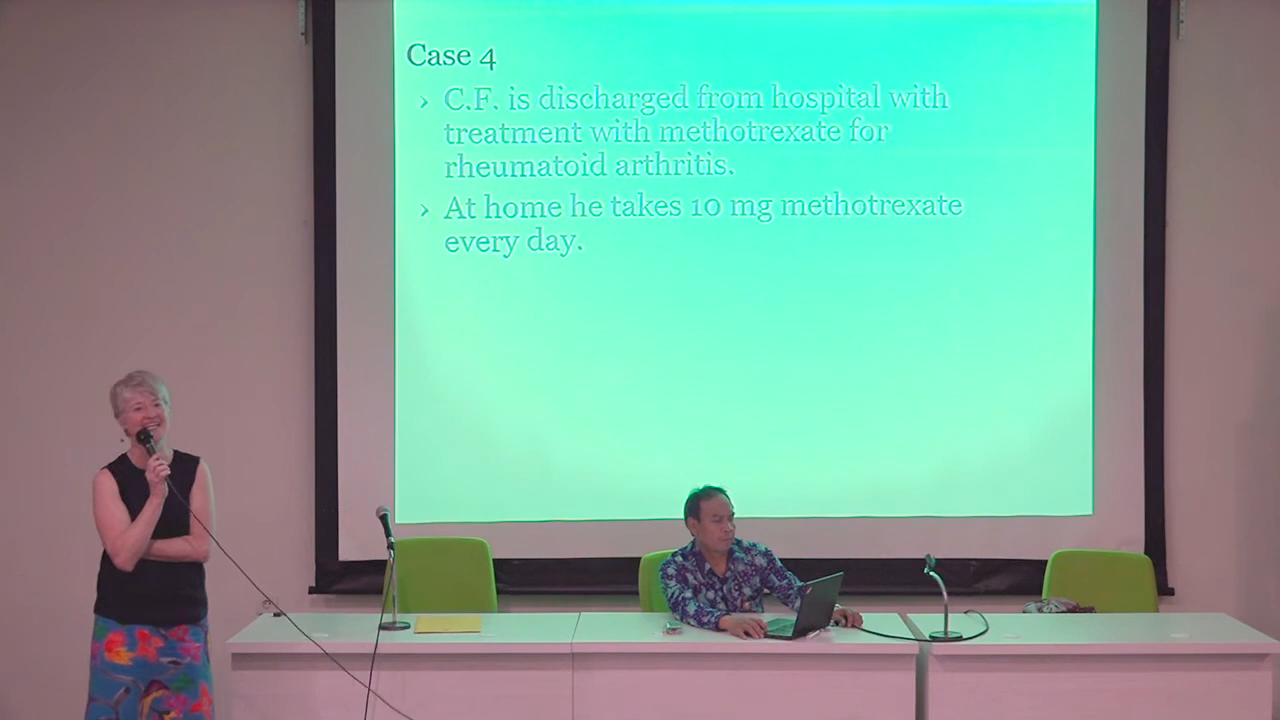 Case 4
› C.F. is discharged from hospital with
treatment with methotrexate for
rheumatoid arthritis.
› At home he takes 10 mg methotrexate
every day.